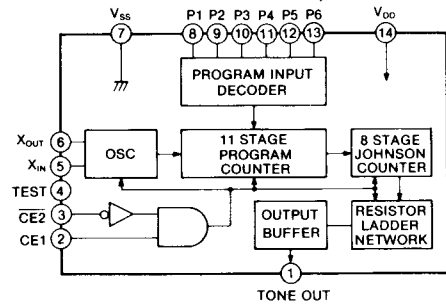 VSS P1 P2 P3 P4 P5 P6 VDD
7 8 9 10 11 12 13 14
PROGRAM INPUT
DECODER
XOUT 6
XIN 5
OSC
11 STAGE
PROGRAM
COUNTER
8 STAGE
JOHNSON
COUNTER
TEST 4
CE2 3
CE1 2
OUTPUT
BUFFER
RESISTOR
LADDER
NETWORK
1
TONE OUT